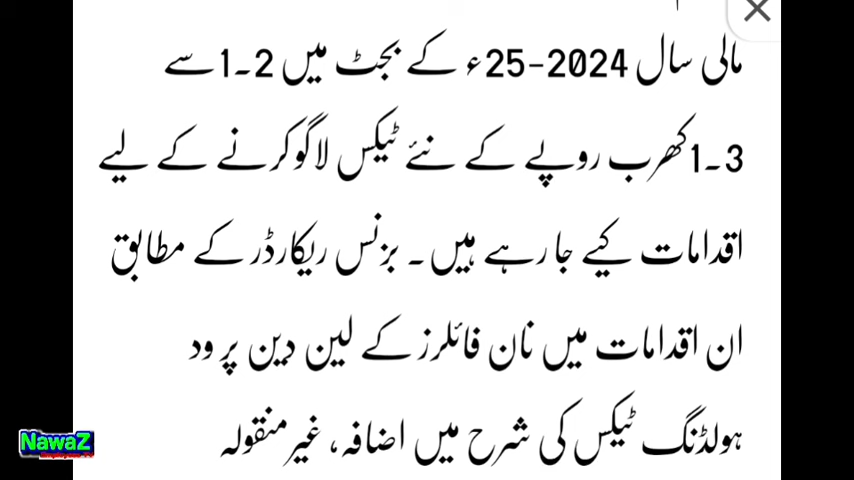 مالی سال 2024-25ء کے بجٹ میں 2۔1 سے
3۔1 کھرب روپے کے نئے ٹیکس لاگو کرنے کے لیے
اقدامات کیے جا رہے ہیں۔ بزنس ریکارڈر کے مطابق
ان اقدامات میں نان فائلرز کے لین دین پر ود
ہولڈنگ ٹیکس کی شرح میں اضافہ، غیر منقولہ
NawaZ